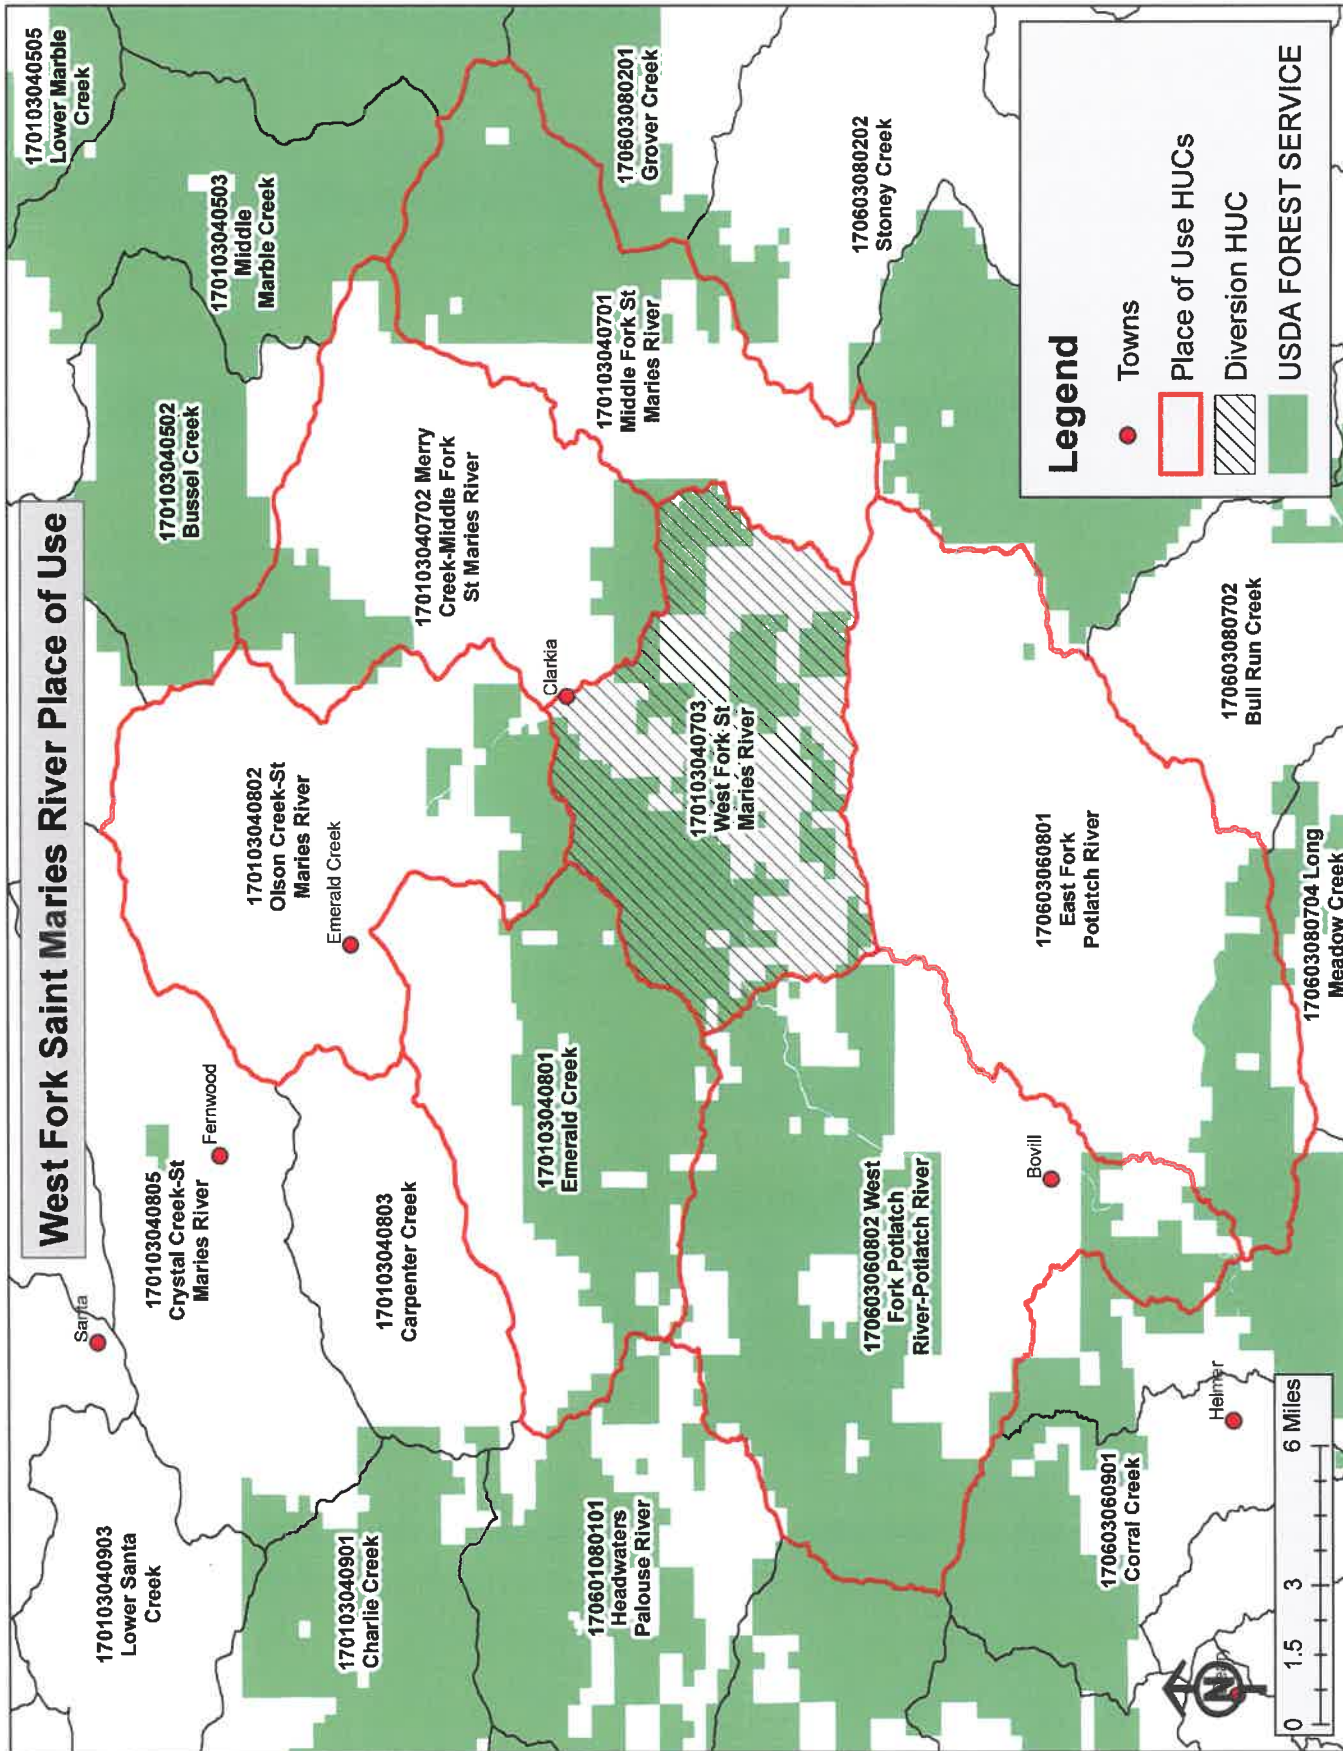 West Fork Saint Maries River Place of Use
170103040903
Lower Santa
Creek
Santa
170103040805
Crystal Creek-St
Maries River
Fernwood
170103040502
Bussel Creek
170103040503
Middle
Marble Creek
170103040505
Lower Marble
Creek
170103040901
Charlie Creek
170103040803
Carpenter Creek
170103040802
Olson Creek-St
Maries River
Emerald Creek
170103040702 Merry
Creek-Middle Fork
St Maries River
Clarkia
170103040701
Middle Fork St
Maries River
170603080201
Grover Creek
170601080101
Headwaters
Palouse River
170103040801
Emerald Creek
170103040703
West Fork St
Maries River
170603080202
Stoney Creek
170603060802 West
Fork Potlatch
River-Potlatch River
Bovill
170603060801
East Fork
Potlatch River
170603060901
Corral Creek
Helmer
170603080702
Bull Run Creek
170603080704 Long
Meadow Creek
Legend
Towns
Place of Use HUCs
Diversion HUC
USDA FOREST SERVICE
N
0 1.5 3 6 Miles